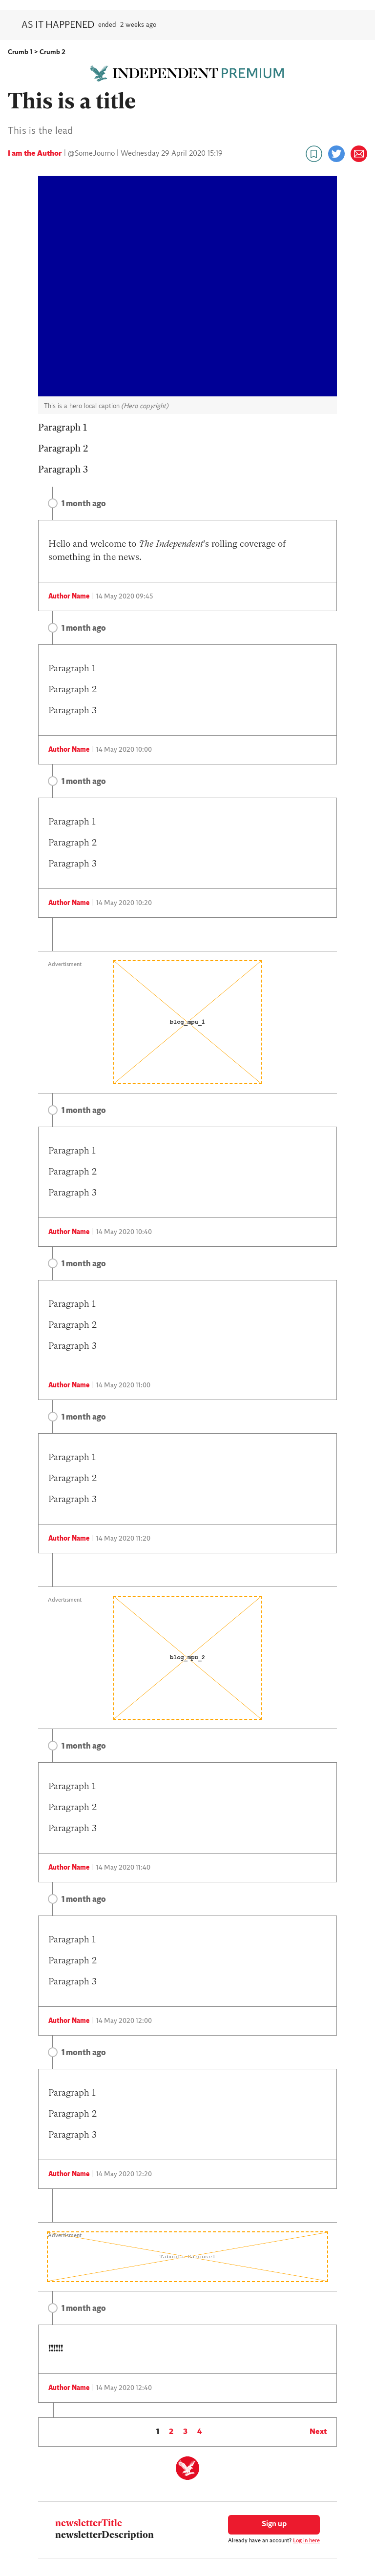 AS IT HAPPENED ended 2 weeks ago
Crumb 1 > Crumb 2
INDEPENDENT PREMIUM
This is a title
This is the lead
I am the Author | @SomeJourno | Wednesday 29 April 2020 15:19
This is a hero local caption (Hero copyright)
Paragraph 1
Paragraph 2
Paragraph 3
1 month ago
Hello and welcome to The Independent's rolling coverage of
something in the news.
Author Name | 14 May 2020 09:45
1 month ago
Paragraph 1
Paragraph 2
Paragraph 3
Author Name | 14 May 2020 10:00
1 month ago
Paragraph 1
Paragraph 2
Paragraph 3
Author Name | 14 May 2020 10:20
Advertisment
blog_mpu_1
1 month ago
Paragraph 1
Paragraph 2
Paragraph 3
Author Name | 14 May 2020 10:40
1 month ago
Paragraph 1
Paragraph 2
Paragraph 3
Author Name | 14 May 2020 11:00
1 month ago
Paragraph 1
Paragraph 2
Paragraph 3
Author Name | 14 May 2020 11:20
Advertisment
blog_mpu_2
1 month ago
Paragraph 1
Paragraph 2
Paragraph 3
Author Name | 14 May 2020 11:40
1 month ago
Paragraph 1
Paragraph 2
Paragraph 3
Author Name | 14 May 2020 12:00
1 month ago
Paragraph 1
Paragraph 2
Paragraph 3
Author Name | 14 May 2020 12:20
Advertisment
Taboola Carousel
1 month ago
!!!!!!
Author Name | 14 May 2020 12:40
1 2 3 4 Next
newsletterTitle
newsletterDescription
Sign up
Already have an account? Log in here